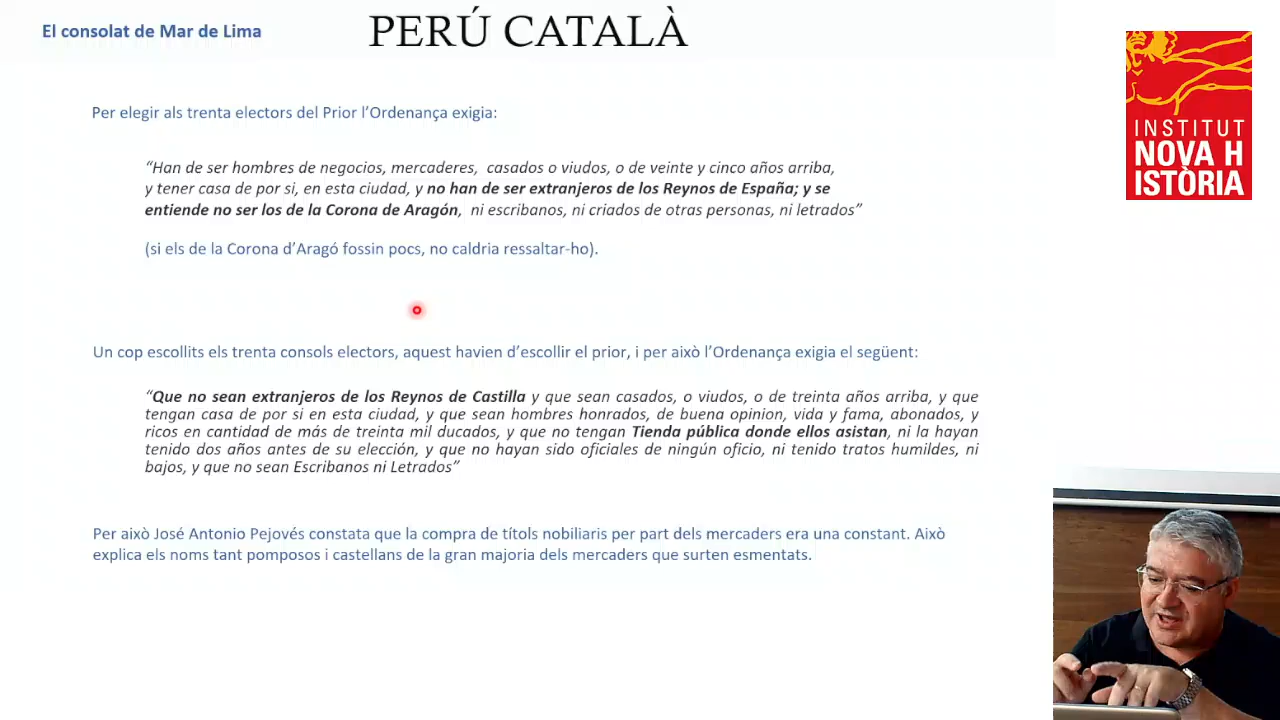 El consolat de Mar de Lima
PERÚ CATALÀ
INSTITUT
NOVA H
ISTÒRIA
Per elegir als trenta electors del Prior l’Ordenança exigia:
“Han de ser hombres de negocios, mercaderes, casados o viudos, o de veinte y cinco años arriba,
y tener casa de por si, en esta ciudad, y no han de ser extranjeros de los Reynos de España; y se
entiende no ser los de la Corona de Aragón, ni escribanos, ni criados de otras personas, ni letrados”
(si els de la Corona d’Aragó fossin pocs, no caldria ressaltar-ho).
Un cop escollits els trenta consols electors, aquest havien d’escollir el prior, i per això l’Ordenança exigia el següent:
“Que no sean extranjeros de los Reynos de Castilla y que sean casados, o viudos, o de treinta años arriba, y que
tengan casa de por si en esta ciudad, y que sean hombres honrados, de buena opinion, vida y fama, abonados, y
ricos en cantidad de más de treinta mil ducados, y que no tengan Tienda pública donde ellos asistan, ni la hayan
tenido dos años antes de su elección, y que no hayan sido oficiales de ningún oficio, ni tenido tratos humildes, ni
bajos, y que no sean Escribanos ni Letrados”
Per això José Antonio Pejovés constata que la compra de títols nobiliaris per part dels mercaders era una constant. Això
explica els noms tant pomposos i castellans de la gran majoria dels mercaders que surten esmentats.